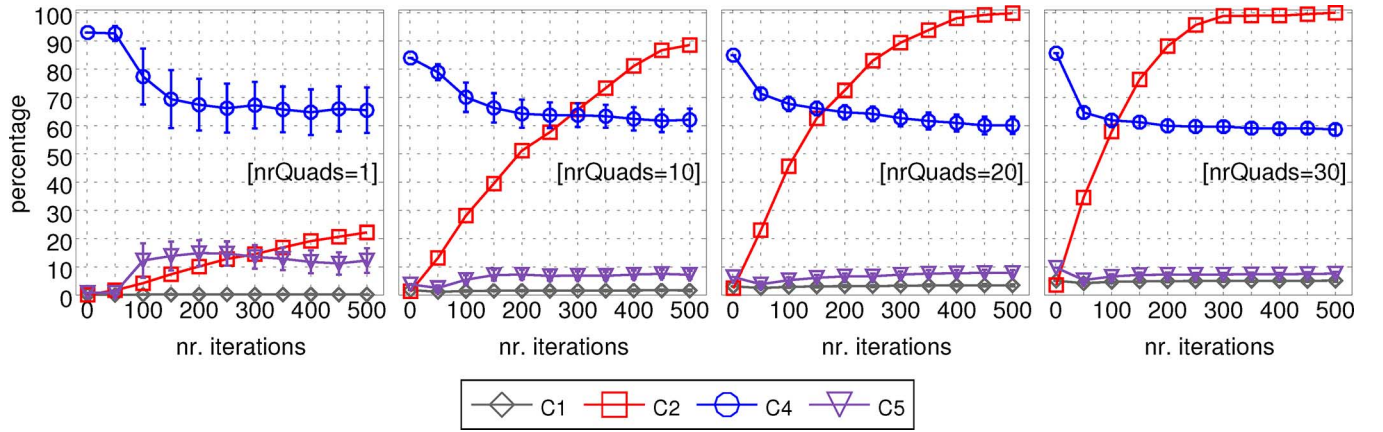 100
90
80
70
60
50
40
30
20
10
0
percentage
[nrQuads=1]
[nrQuads=10]
[nrQuads=20]
[nrQuads=30]
0 100 200 300 400 500
0 100 200 300 400 500
0 100 200 300 400 500
0 100 200 300 400 500
nr. iterations
nr. iterations
nr. iterations
nr. iterations
C1 C2 C4 C5